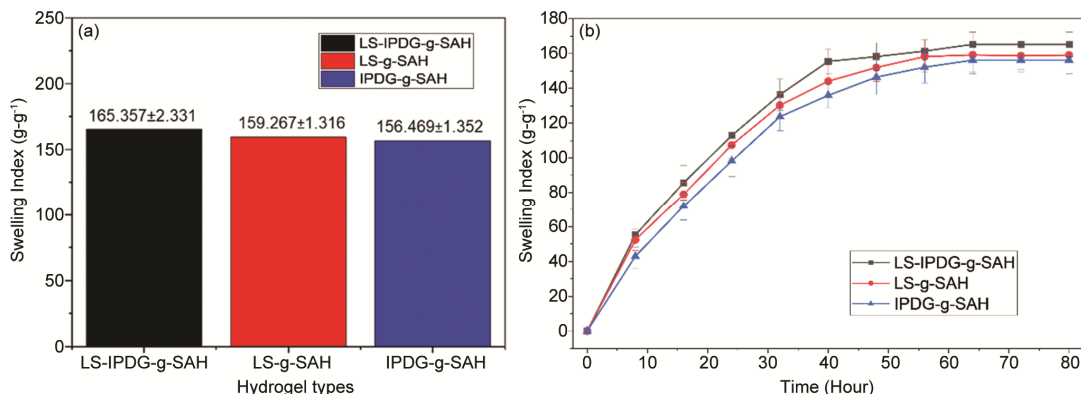 (a)
250
200
150
100
50
0
Swelling Index (g-g⁻¹)
LS-IPDG-g-SAH
LS-g-SAH
IPDG-g-SAH
165.357±2.331
159.267±1.316
156.469±1.352
LS-IPDG-g-SAH
LS-g-SAH
IPDG-g-SAH
Hydrogel types
(b)
180
160
140
120
100
80
60
40
20
0
Swelling Index (g-g⁻¹)
LS-IPDG-g-SAH
LS-g-SAH
IPDG-g-SAH
0 10 20 30 40 50 60 70 80
Time (Hour)